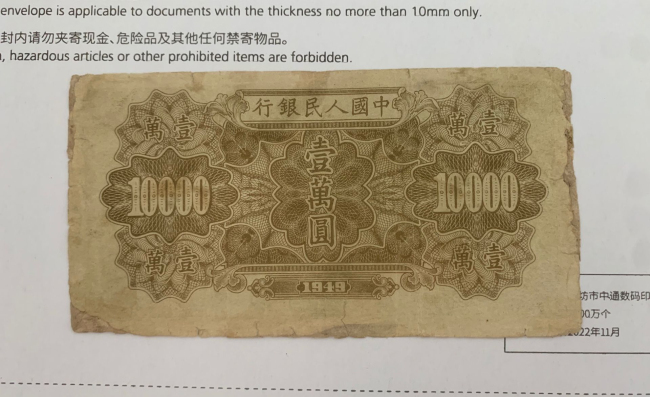 envelope is applicable to documents with the thickness no more than 10mm only.
封内请勿夹寄现金、危险品及其他任何禁寄物品。
, hazardous articles or other prohibited items are forbidden.
行銀民人國中
萬壹
萬壹
壹萬圓
10000
10000
萬壹
萬壹
1949
坊市中通数码印
00万个
2022年11月